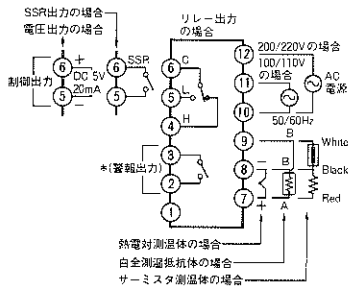 SSR出力の場合
電圧出力の場合
リレー出力
の場合
制御出力
6
+
DC 5V
20mA
5
−
6
SSR
5
6
C
5
L
4
H
3
*(警報出力)
2
1
12
200/220Vの場合
100/110V
の場合
11
AC
電源
10
50/60Hz
9
B
White
8
−
B
Black
7
+
A
Red
熱電対測温体の場合
白金測温抵抗体の場合
サーミスタ測温体の場合